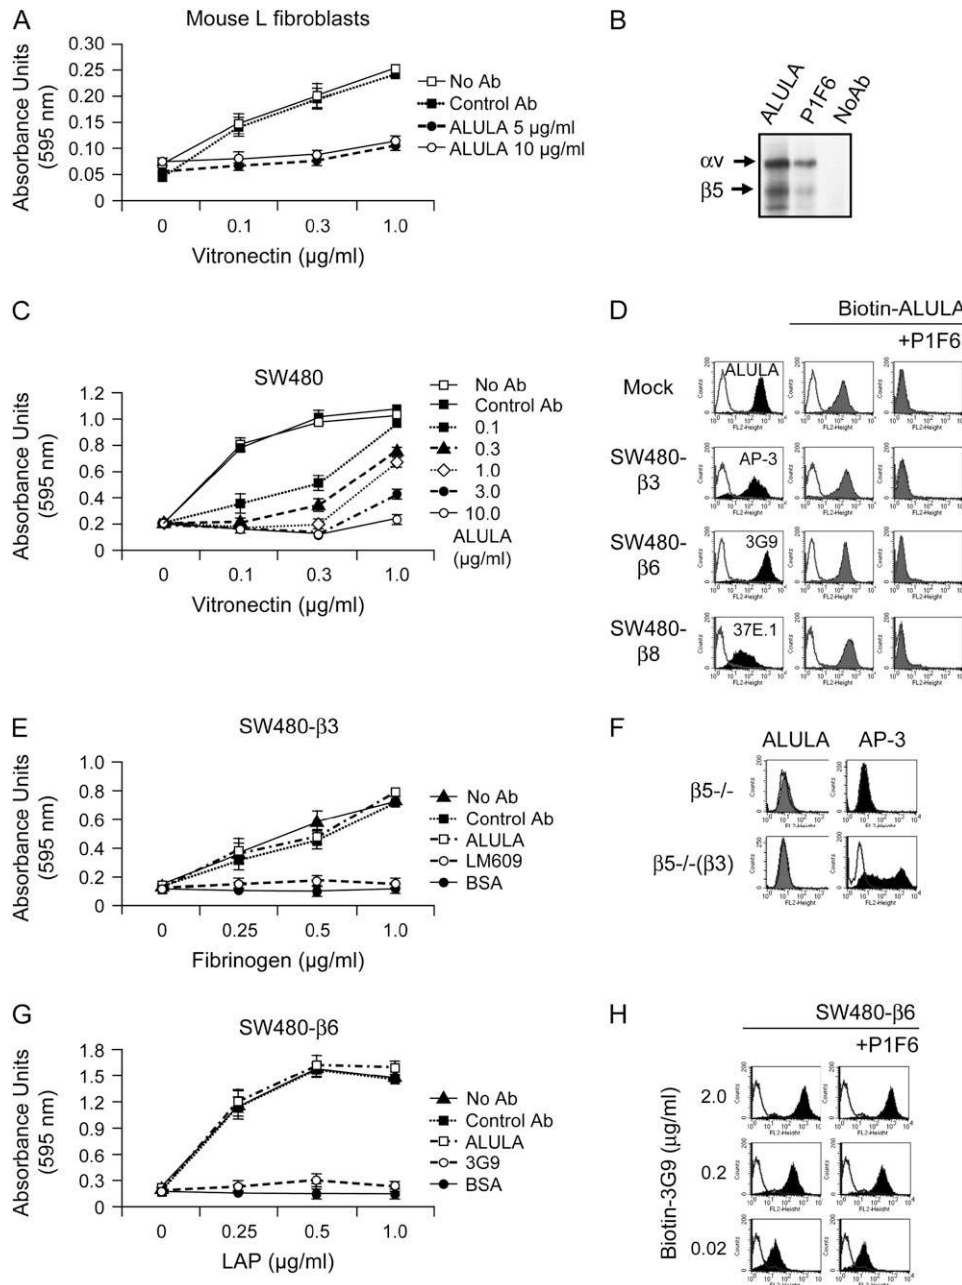 A
Mouse L fibroblasts
Absorbance Units
(595 nm)
0.30
0.25
0.20
0.15
0.10
0.05
0
0 0.1 0.3 1.0
Vitronectin (µg/ml)
No Ab
Control Ab
ALULA 5 µg/ml
ALULA 10 µg/ml
B
ALULA
P1F6
NoAb
αv
β5
C
SW480
Absorbance Units
(595 nm)
1.2
1.0
0.8
0.6
0.4
0.2
0
0 0.1 0.3 1.0
Vitronectin (µg/ml)
No Ab
Control Ab
0.1
0.3
1.0
3.0
10.0
ALULA
(µg/ml)
D
Biotin-ALULA
+P1F6
Mock
ALULA
SW480-
β3
AP-3
SW480-
β6
3G9
SW480-
β8
37E.1
Counts
FL2-Height
E
SW480-β3
Absorbance Units
(595 nm)
1.0
0.8
0.6
0.4
0.2
0
0 0.25 0.5 1.0
Fibrinogen (µg/ml)
No Ab
Control Ab
ALULA
LM609
BSA
F
ALULA AP-3
β5-/-
β5-/-(β3)
Counts
FL2-Height
G
SW480-β6
Absorbance Units
(595 nm)
1.8
1.5
1.2
0.9
0.6
0.3
0
0 0.25 0.5 1.0
LAP (µg/ml)
No Ab
Control Ab
ALULA
3G9
BSA
H
SW480-β6
+P1F6
Biotin-3G9 (µg/ml)
2.0
0.2
0.02
Counts
FL2-Height